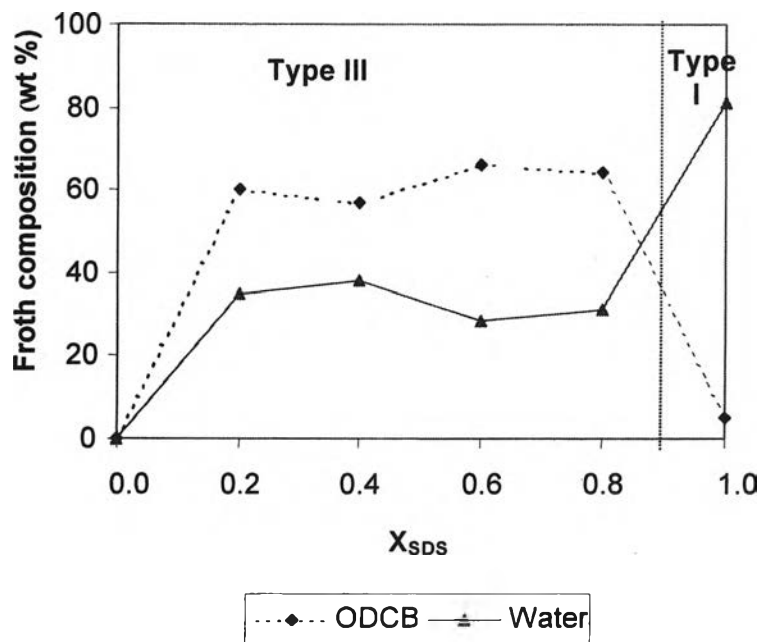 100
80
60
40
20
0
Froth composition (wt %)
Type III
Type
I
0.0 0.2 0.4 0.6 0.8 1.0
XSDS
ODCB Water